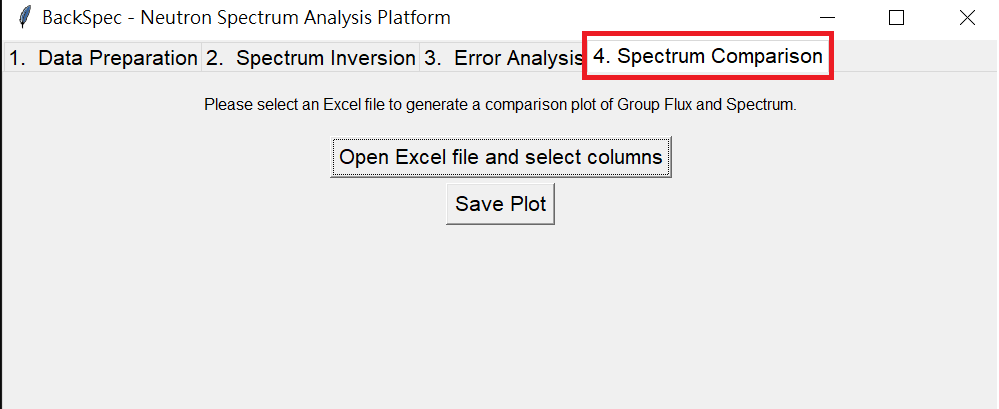 BackSpec - Neutron Spectrum Analysis Platform
1. Data Preparation 2. Spectrum Inversion 3. Error Analysis 4. Spectrum Comparison
Please select an Excel file to generate a comparison plot of Group Flux and Spectrum.
Open Excel file and select columns
Save Plot